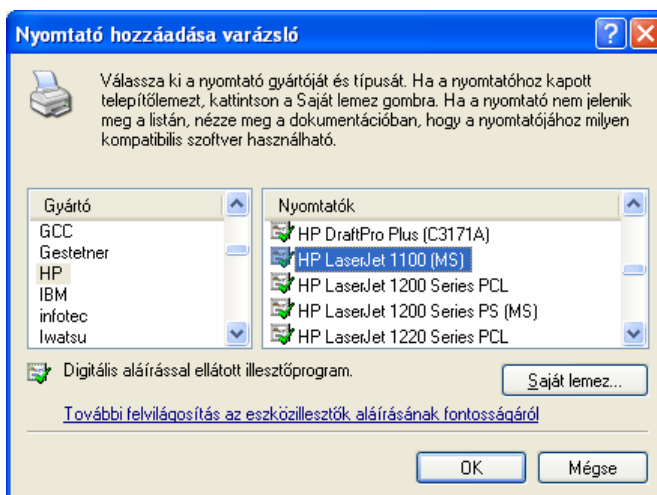 Nyomtató hozzáadása varázsló
Válassza ki a nyomtató gyártóját és típusát. Ha a nyomtatóhoz kapott
telepítőlemezt, kattintson a Saját lemez gombra. Ha a nyomtató nem jelenik
meg a listán, nézze meg a dokumentációban, hogy a nyomtatójához milyen
kompatibilis szoftver használható.
Gyártó
GCC
Gestetner
HP
IBM
infotec
Iwatsu
Nyomtatók
HP DraftPro Plus (C3171A)
HP LaserJet 1100 (MS)
HP LaserJet 1200 Series PCL
HP LaserJet 1200 Series PS (MS)
HP LaserJet 1220 Series PCL
Digitális aláírással ellátott illesztőprogram.
Saját lemez...
További felvilágosítás az eszközillesztők aláírásának fontosságáról
OK
Mégse